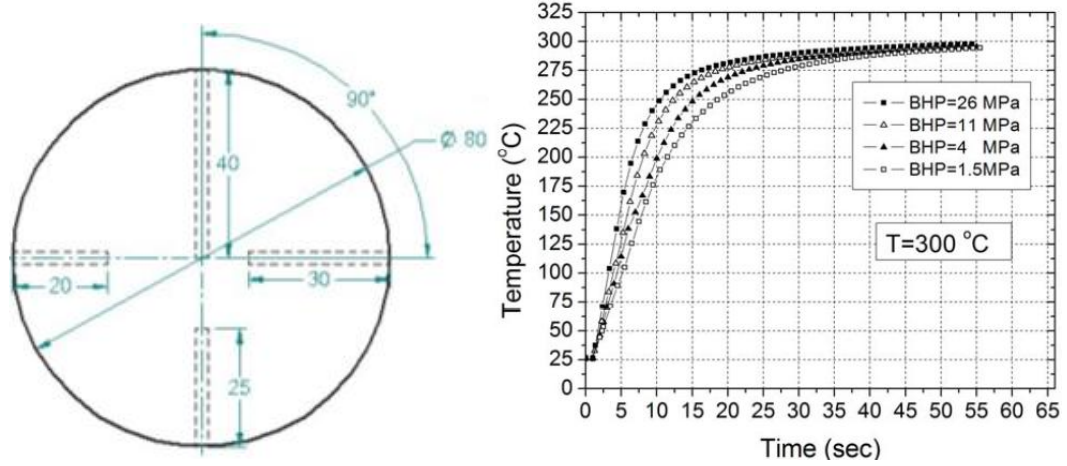 90°
Ø 80
40
20
30
25
Temperature (°C)
325
300
275
250
225
200
175
150
125
100
75
50
25
0
BHP=26 MPa
BHP=11 MPa
BHP=4 MPa
BHP=1.5MPa
T=300 °C
0 5 10 15 20 25 30 35 40 45 50 55 60 65
Time (sec)